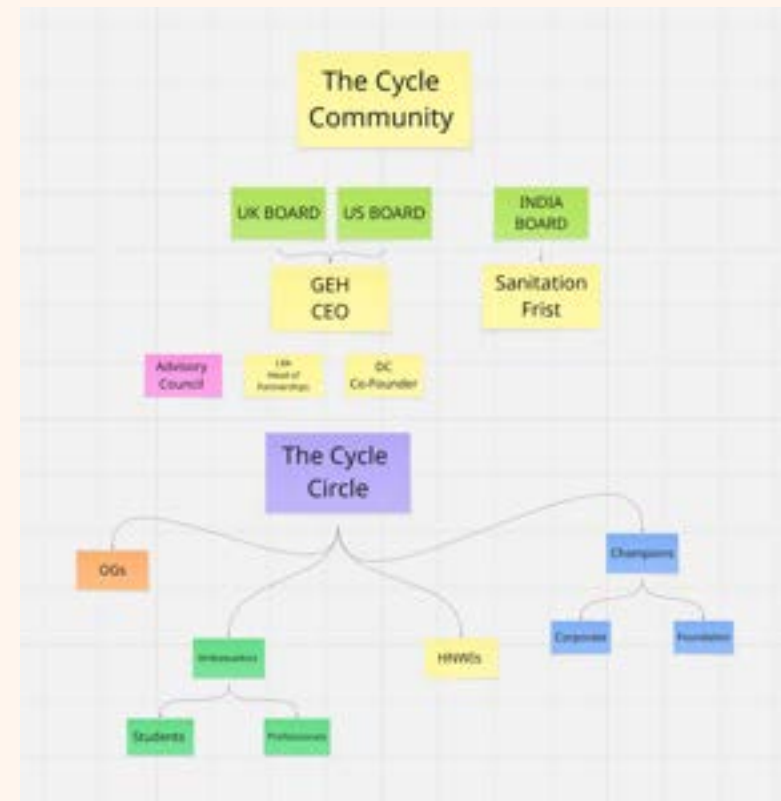 The Cycle
Community
UK BOARD
US BOARD
INDIA
BOARD
GEH
CEO
Sanitation
Frist
Advisory
Council
Head of
Partnerships
DC
Co-Founder
The Cycle
Circle
OGs
Champions
Corporate
Foundation
Ambassadors
HNWEs
Students
Professionals